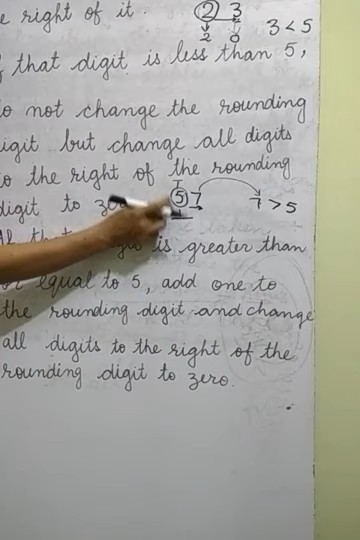 e right of it. ② 3 3 < 5
2 0
f that digit is less than 5,
o not change the rounding
igit but change all digits
o the right of the rounding
T
digit to ⑤ 7 7 > 5
is greater than
or equal to 5, add one to
the rounding digit and change
all digits to the right of the
rounding digit to zero.